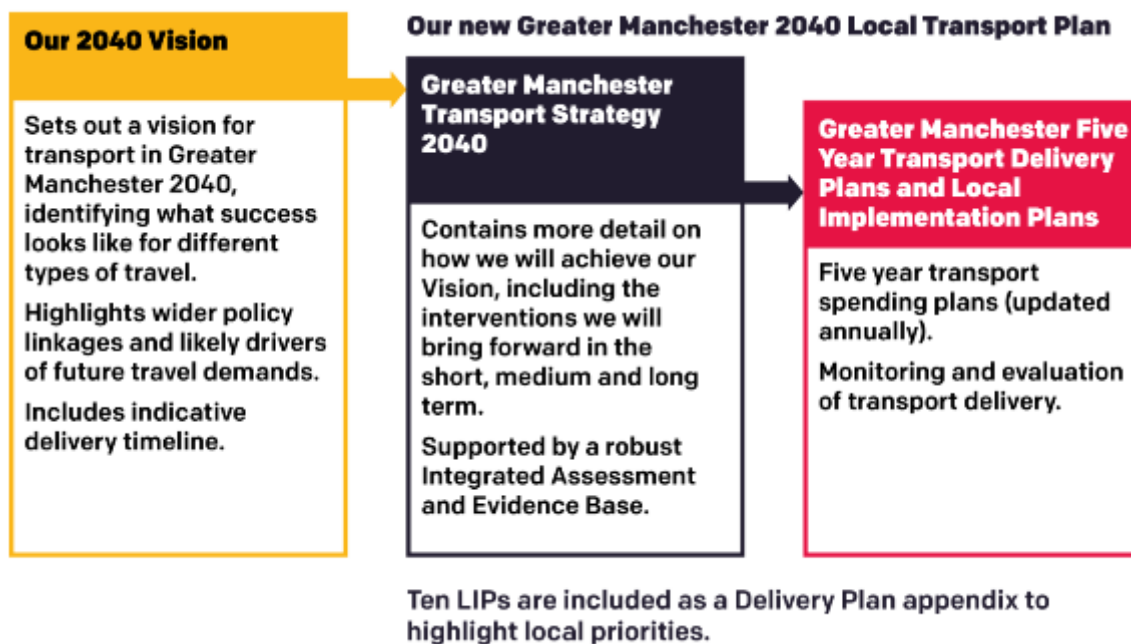 Our 2040 Vision
Sets out a vision for
transport in Greater
Manchester 2040,
identifying what success
looks like for different
types of travel.
Highlights wider policy
linkages and likely drivers
of future travel demands.
Includes indicative
delivery timeline.
Our new Greater Manchester 2040 Local Transport Plan
Greater Manchester
Transport Strategy
2040
Contains more detail on
how we will achieve our
Vision, including the
interventions we will
bring forward in the
short, medium and long
term.
Supported by a robust
Integrated Assessment
and Evidence Base.
Greater Manchester Five
Year Transport Delivery
Plans and Local
Implementation Plans
Five year transport
spending plans (updated
annually).
Monitoring and evaluation
of transport delivery.
Ten LIPs are included as a Delivery Plan appendix to
highlight local priorities.